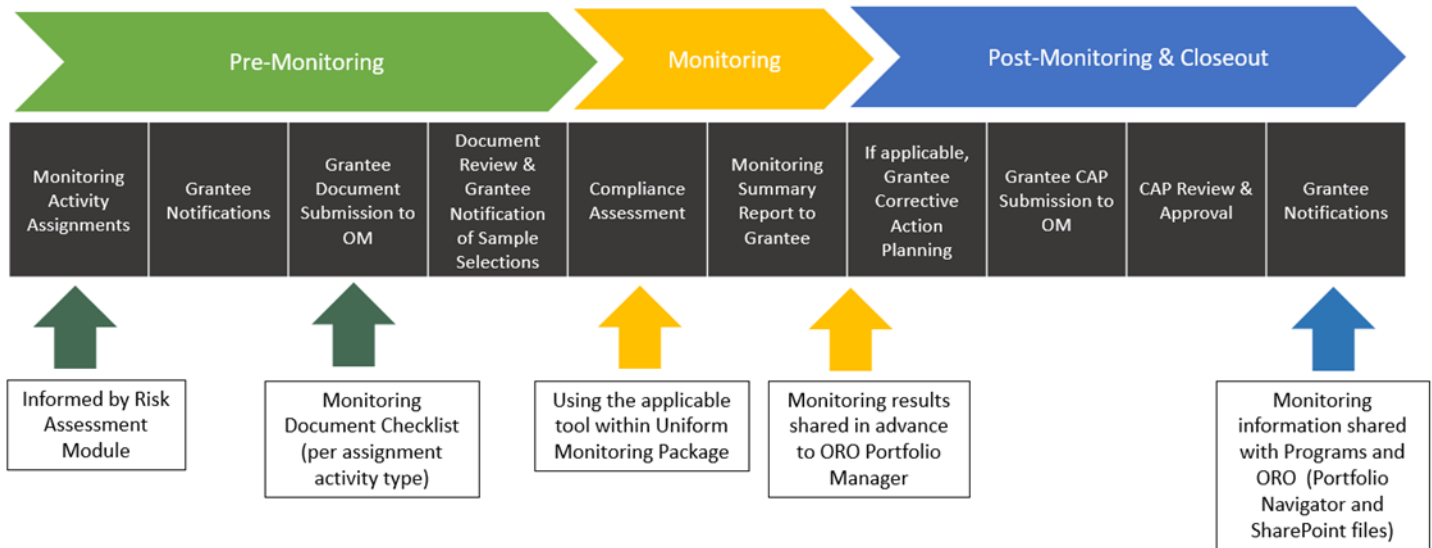 Pre-Monitoring
Monitoring
Post-Monitoring & Closeout
Monitoring
Activity
Assignments
Grantee
Notifications
Grantee
Document
Submission to
OM
Document
Review &
Grantee
Notification
of Sample
Selections
Compliance
Assessment
Monitoring
Summary
Report to
Grantee
If applicable,
Grantee
Corrective
Action
Planning
Grantee CAP
Submission to
OM
CAP Review &
Approval
Grantee
Notifications
Informed by Risk
Assessment
Module
Monitoring
Document Checklist
(per assignment
activity type)
Using the applicable
tool within Uniform
Monitoring Package
Monitoring results
shared in advance
to ORO Portfolio
Manager
Monitoring
information shared
with Programs and
ORO (Portfolio
Navigator and
SharePoint files)